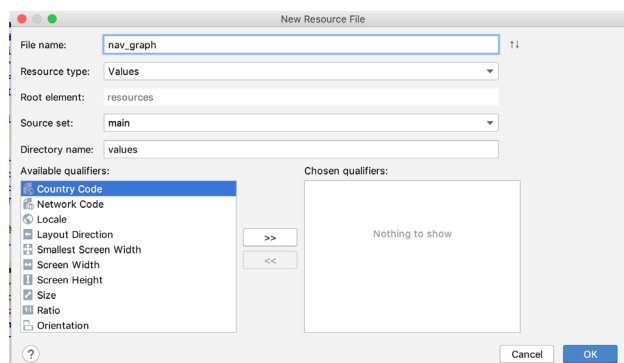 New Resource File
File name: nav_graph
Resource type: Values
Root element: resources
Source set: main
Directory name: values
Available qualifiers:
Country Code
Network Code
Locale
Layout Direction
Smallest Screen Width
Screen Width
Screen Height
Size
Ratio
Orientation
>>
<<
Chosen qualifiers:
Nothing to show
?
Cancel
OK